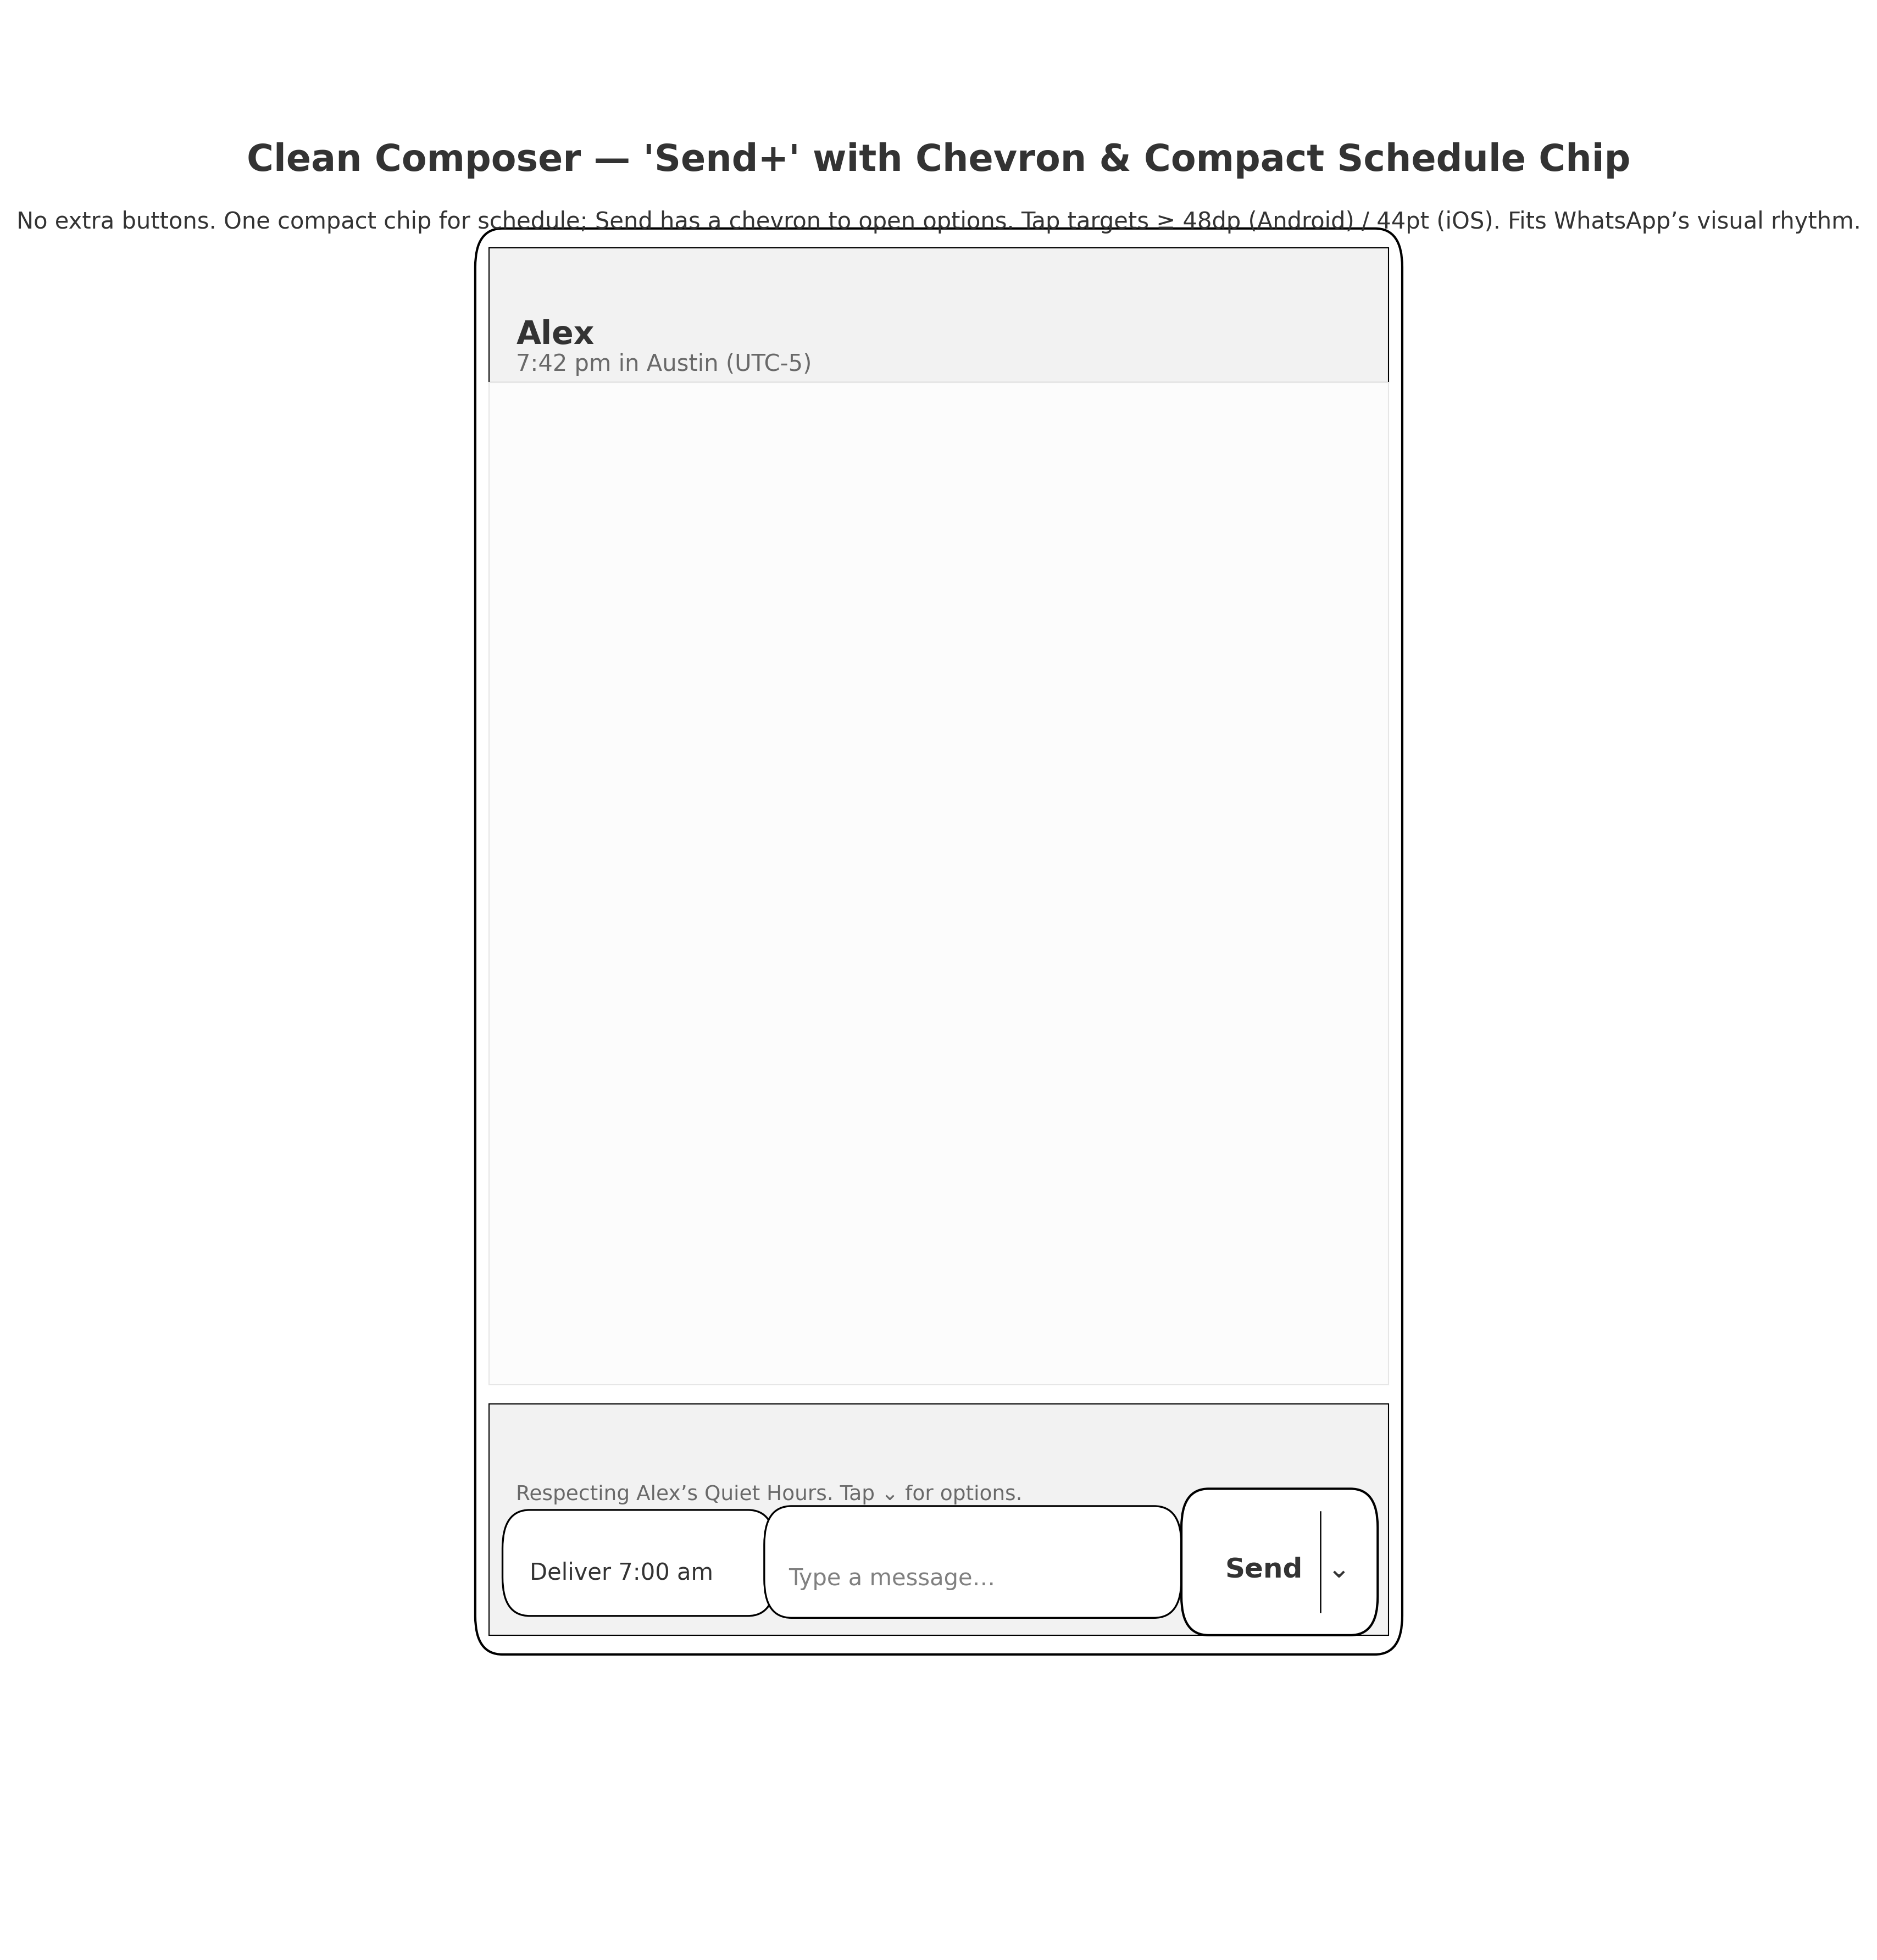 Clean Composer — 'Send+' with Chevron & Compact Schedule Chip
No extra buttons. One compact chip for schedule; Send has a chevron to open options. Tap targets ≥ 48dp (Android) / 44pt (iOS). Fits WhatsApp’s visual rhythm.
Alex
7:42 pm in Austin (UTC-5)
Respecting Alex’s Quiet Hours. Tap ⌄ for options.
Deliver 7:00 am
Type a message…
Send ⌄